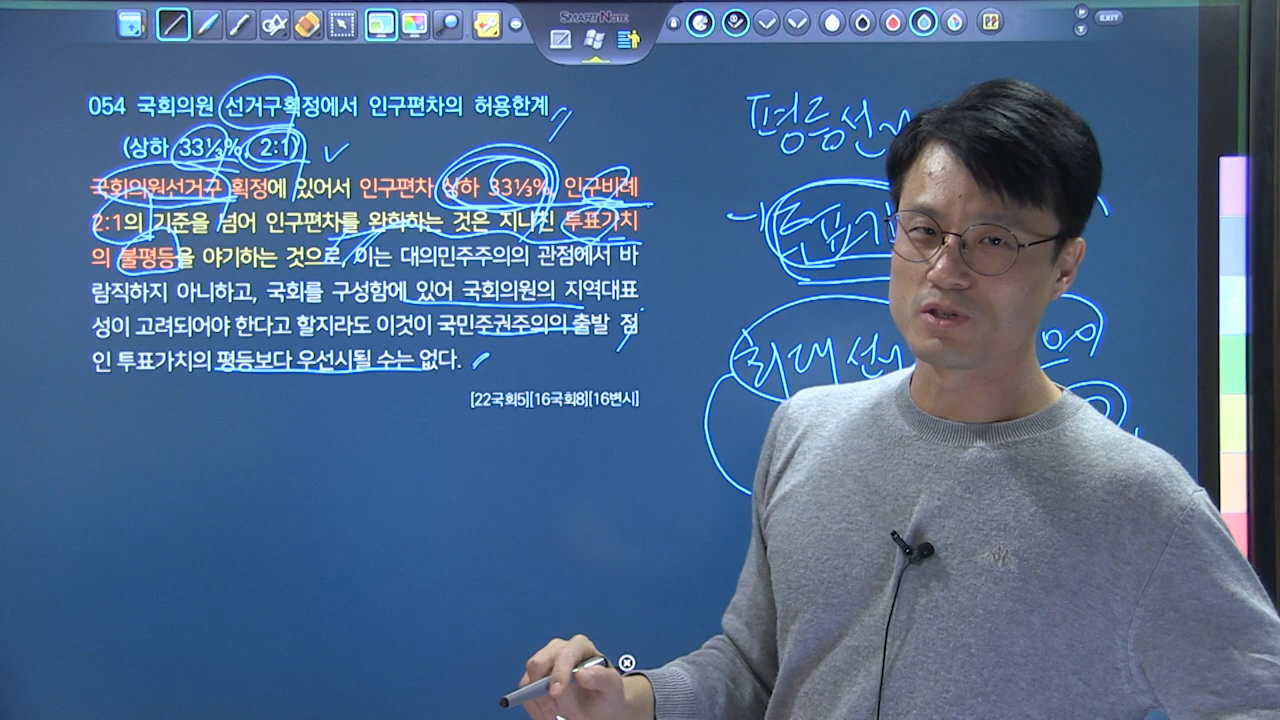 SMART NOTE
EXIT
054 국회의원 선거구획정에서 인구편차의 허용한계
(상하 33⅓%, 2:1)
국회의원선거구 획정에 있어서 인구편차 상하 33⅓%, 인구비례
2:1의 기준을 넘어 인구편차를 완화하는 것은 지나친 투표가치
의 불평등을 야기하는 것으로, 이는 대의민주주의의 관점에서 바
람직하지 아니하고, 국회를 구성함에 있어 국회의원의 지역대표
성이 고려되어야 한다고 할지라도 이것이 국민주권주의의 출발 점
인 투표가치의 평등보다 우선시될 수는 없다.
[22국회5][16국회8][16변시]
평등선
투표가
최대선